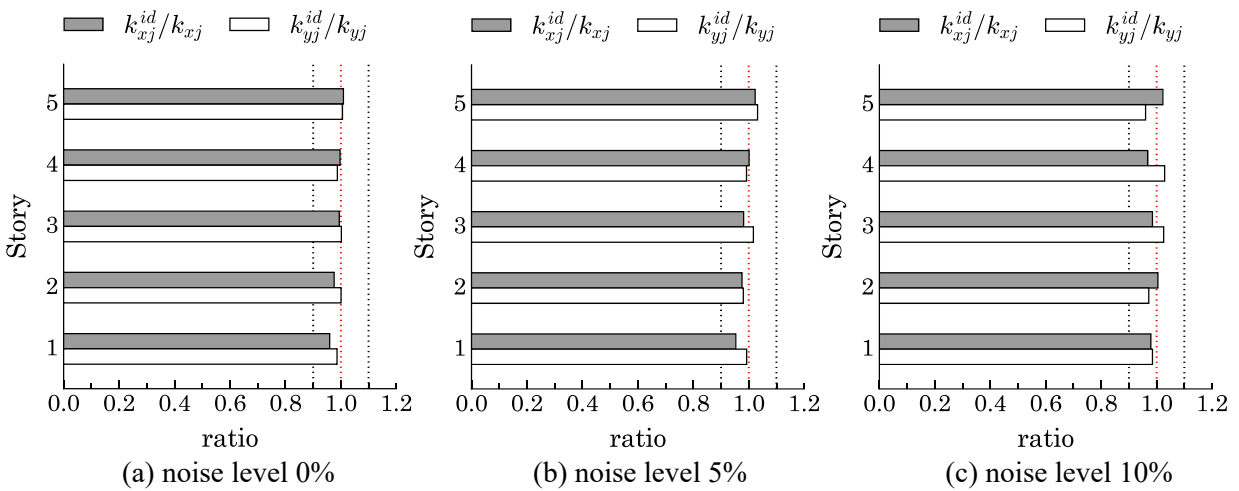 k_{xj}^{id}/k_{xj} k_{yj}^{id}/k_{yj}
5
4
3
2
1
Story
0.0 0.2 0.4 0.6 0.8 1.0 1.2
ratio
(a) noise level 0%
k_{xj}^{id}/k_{xj} k_{yj}^{id}/k_{yj}
5
4
3
2
1
Story
0.0 0.2 0.4 0.6 0.8 1.0 1.2
ratio
(b) noise level 5%
k_{xj}^{id}/k_{xj} k_{yj}^{id}/k_{yj}
5
4
3
2
1
Story
0.0 0.2 0.4 0.6 0.8 1.0 1.2
ratio
(c) noise level 10%